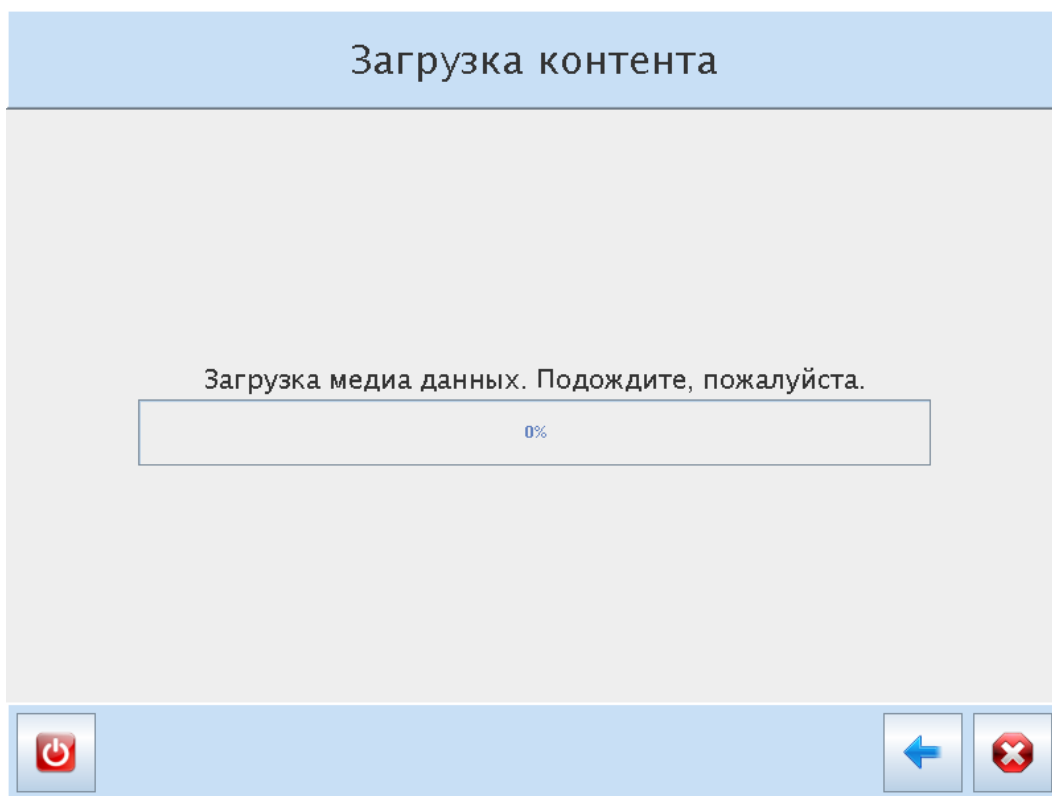 Загрузка контента
Загрузка медиа данных. Подождите, пожалуйста.
0%